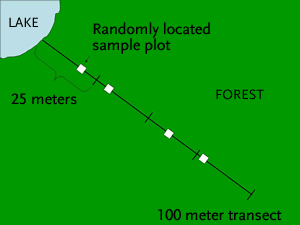 LAKE
Randomly located
sample plot
25 meters
FOREST
100 meter transect